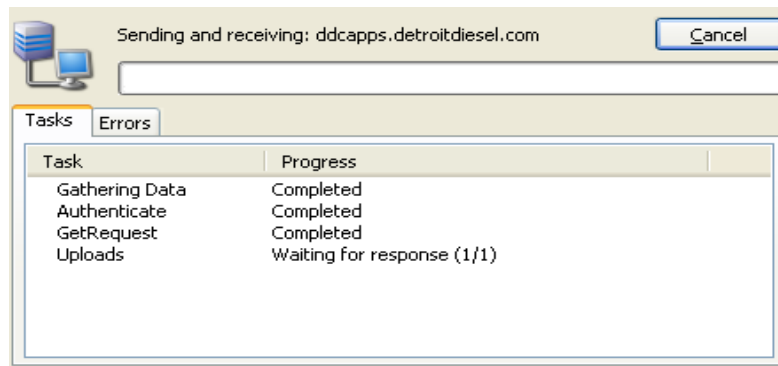 Sending and receiving: ddcapps.detroitdiesel.com
Cancel
Tasks Errors
Task Progress
Gathering Data Completed
Authenticate Completed
GetRequest Completed
Uploads Waiting for response (1/1)